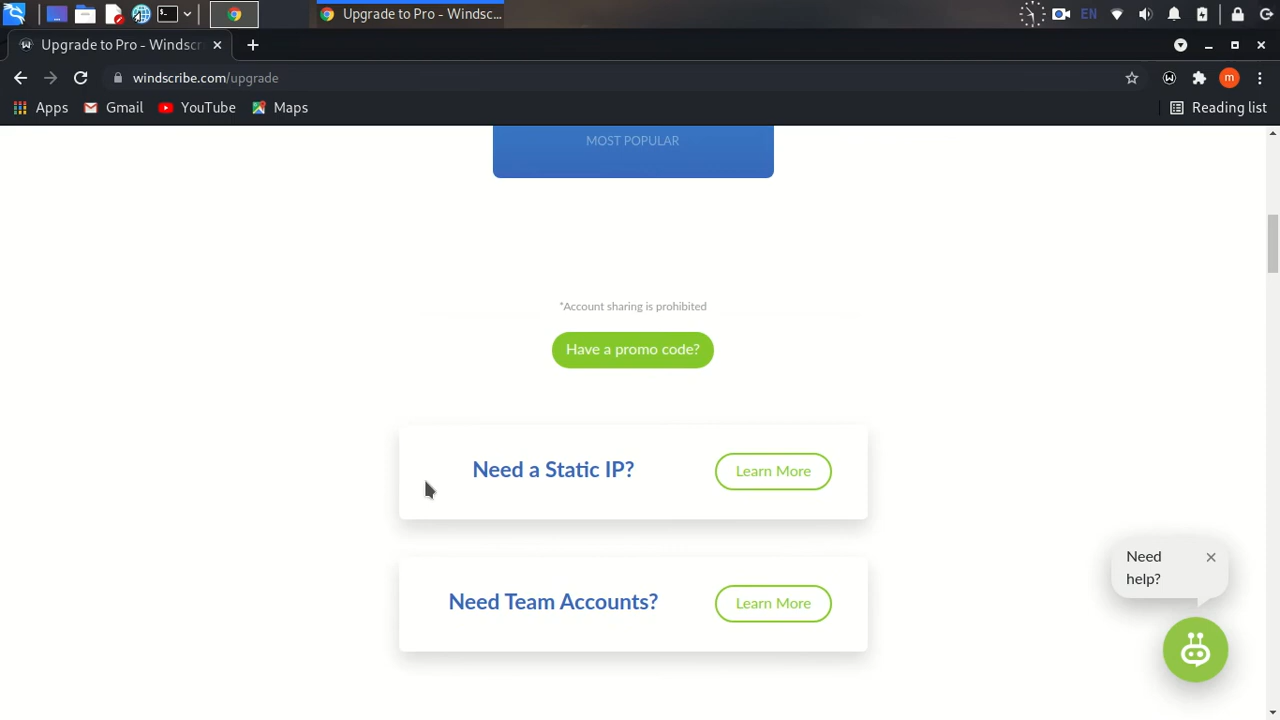 Upgrade to Pro - Windsc...
EN
Upgrade to Pro - Windscr
windscribe.com/upgrade
m
Apps
Gmail
YouTube
Maps
Reading list
MOST POPULAR
*Account sharing is prohibited
Have a promo code?
Need a Static IP?
Learn More
Need Team Accounts?
Learn More
Need
help?